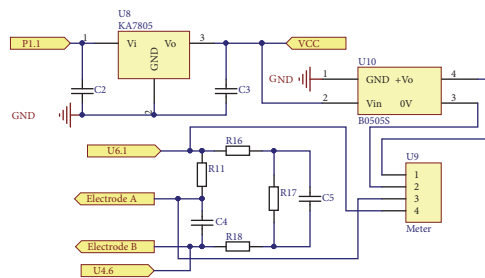 U8
KA7805
P1.1
1
Vi Vo
3
VCC
GND
2
C2
C3
GND
U10
GND
1
GND +Vo
4
2
Vin 0V
3
B0505S
U6.1
R16
U9
R11
R17
C5
1
2
3
4
Meter
Electrode A
C4
Electrode B
R18
U4.6